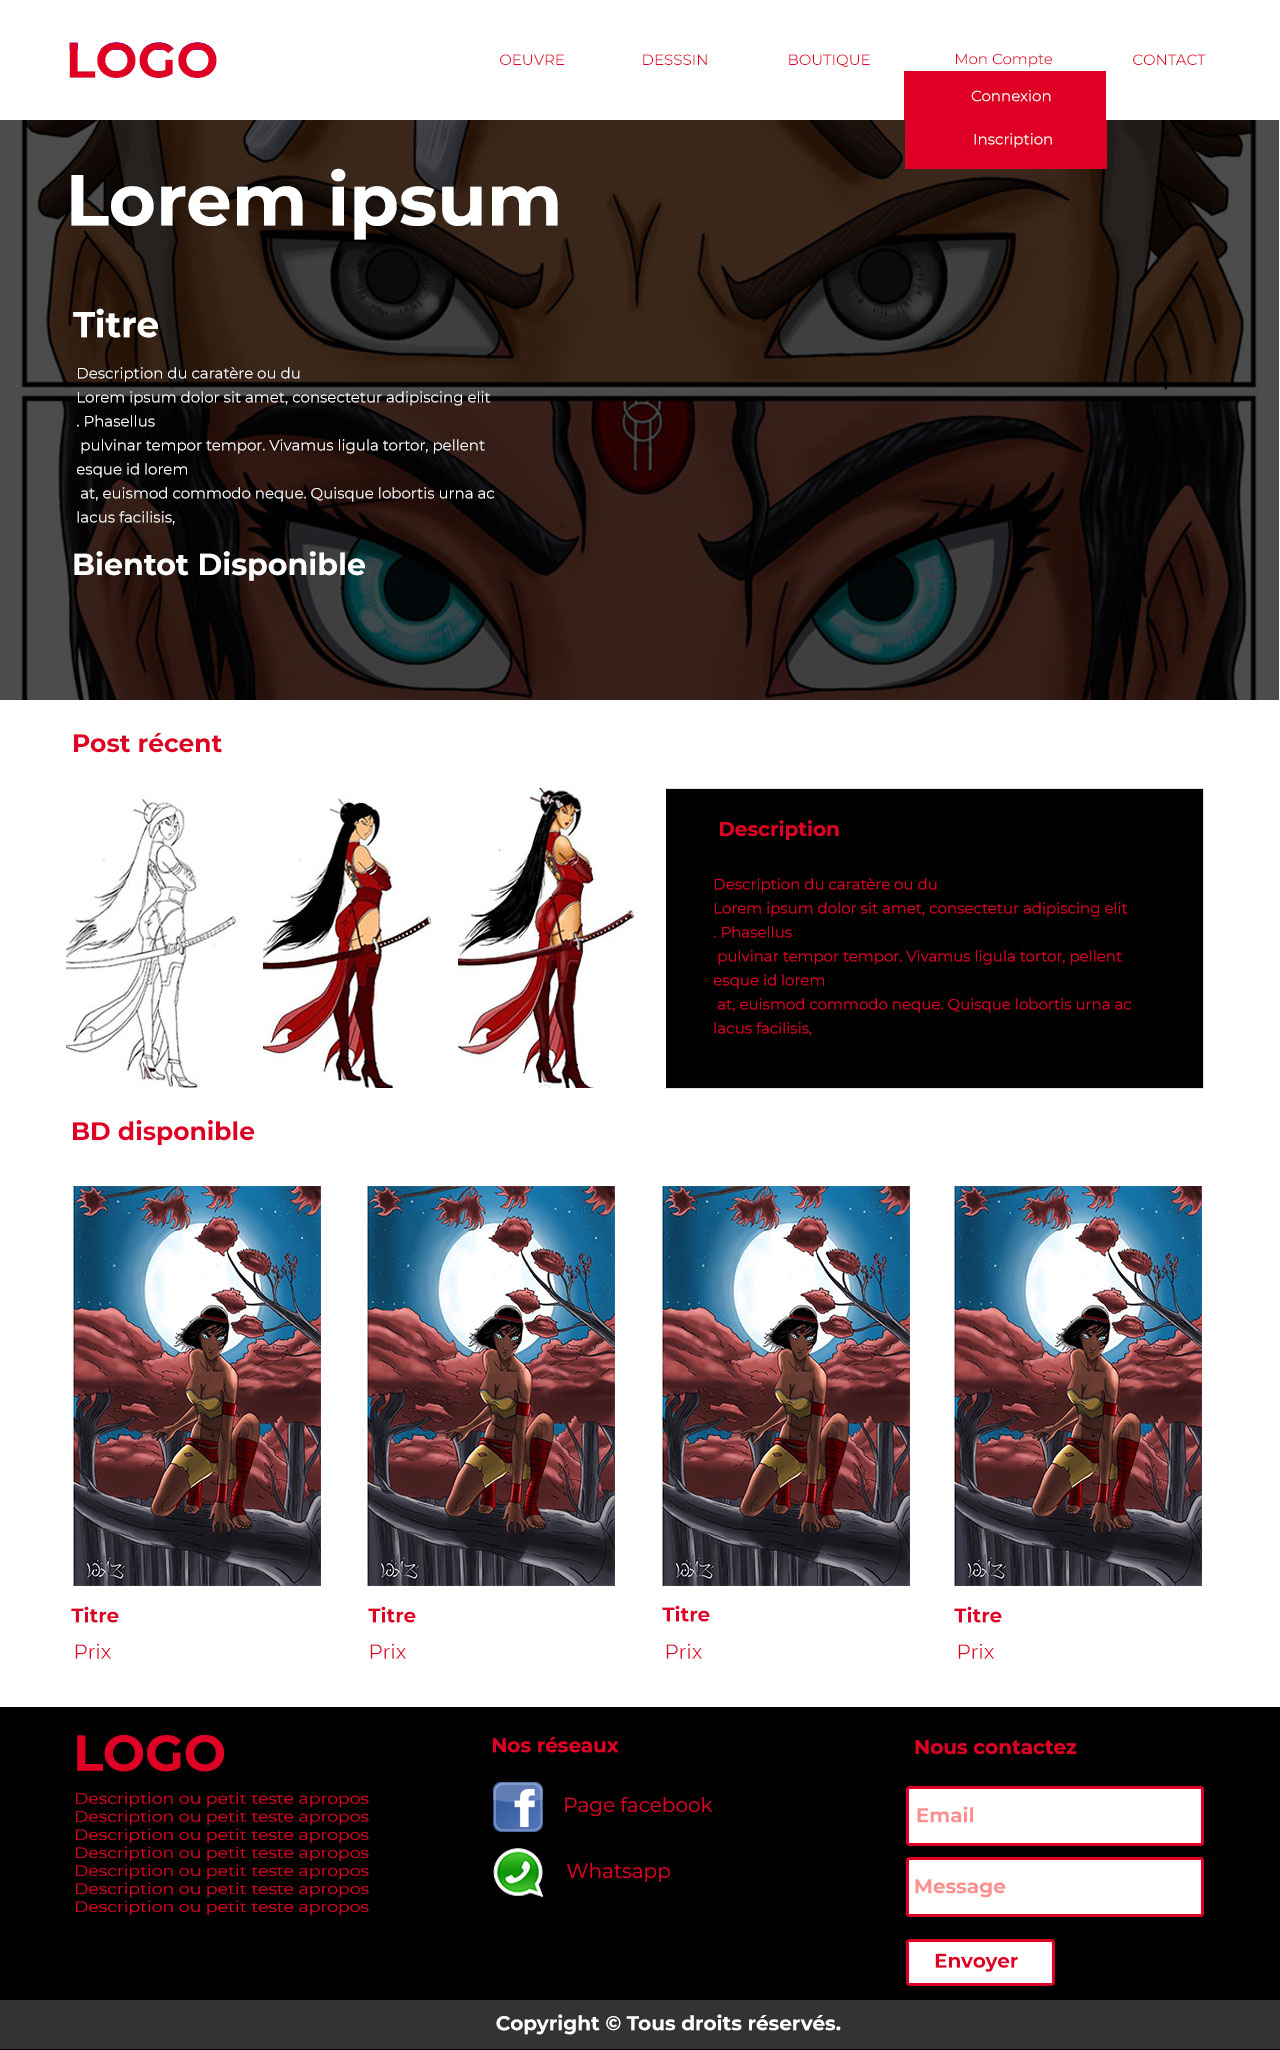 LOGO
OEUVRE
DESSSIN
BOUTIQUE
Mon Compte
CONTACT
Connexion
Inscription
Lorem ipsum
Titre
Description du caratère ou du
Lorem ipsum dolor sit amet, consectetur adipiscing elit
. Phasellus
pulvinar tempor tempor. Vivamus ligula tortor, pellent
esque id lorem
at, euismod commodo neque. Quisque lobortis urna ac
lacus facilisis,
Bientot Disponible
Post récent
Description
Description du caratère ou du
Lorem ipsum dolor sit amet, consectetur adipiscing elit
. Phasellus
pulvinar tempor tempor. Vivamus ligula tortor, pellent
esque id lorem
at, euismod commodo neque. Quisque lobortis urna ac
lacus facilisis,
BD disponible
Titre
Prix
Titre
Prix
Titre
Prix
Titre
Prix
LOGO
Description ou petit teste apropos
Description ou petit teste apropos
Description ou petit teste apropos
Description ou petit teste apropos
Description ou petit teste apropos
Description ou petit teste apropos
Description ou petit teste apropos
Nos réseaux
Page facebook
Whatsapp
Nous contactez
Email
Message
Envoyer
Copyright © Tous droits réservés.